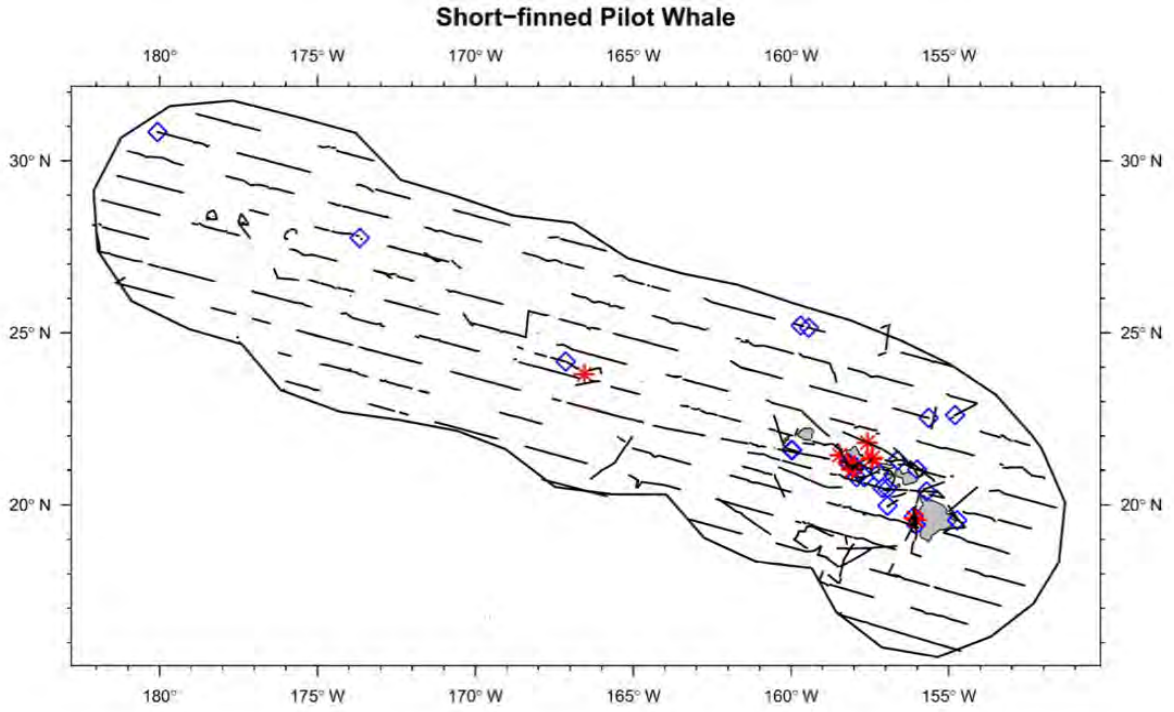 Short−finned Pilot Whale
180° 175° W 170° W 165° W 160° W 155° W
30° N 30° N
25° N 25° N
20° N 20° N
180° 175° W 170° W 165° W 160° W 155° W